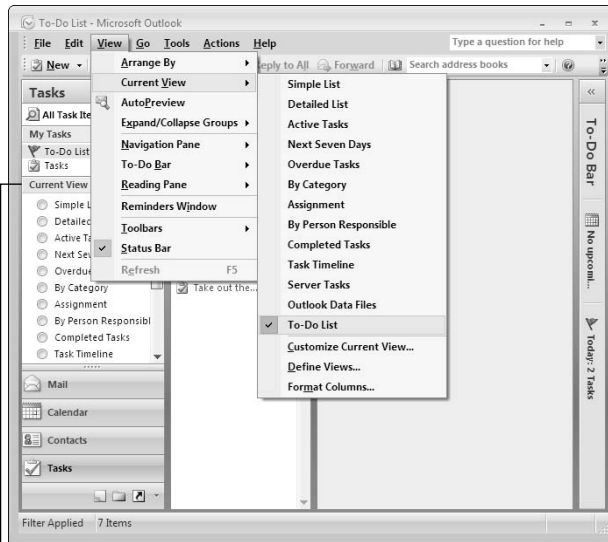 To-Do List - Microsoft Outlook
File Edit View Go Tools Actions Help
Type a question for help
New
eply to All Forward Search address books
Tasks
All Task Ite
My Tasks
To-Do List
Tasks
Current View
Simple L
Detailed
Active Ta
Next Sev
Overdue
By Category
Assignment
By Person Responsibl
Completed Tasks
Task Timeline
Mail
Calendar
Contacts
Tasks
Filter Applied 7 Items
Arrange By
Current View
AutoPreview
Expand/Collapse Groups
Navigation Pane
To-Do Bar
Reading Pane
Reminders Window
Toolbars
Status Bar
Refresh F5
Take out the...
Simple List
Detailed List
Active Tasks
Next Seven Days
Overdue Tasks
By Category
Assignment
By Person Responsible
Completed Tasks
Task Timeline
Server Tasks
Outlook Data Files
To-Do List
Customize Current View...
Define Views...
Format Columns...
To-Do Bar
No upcomi...
Today: 2 Tasks